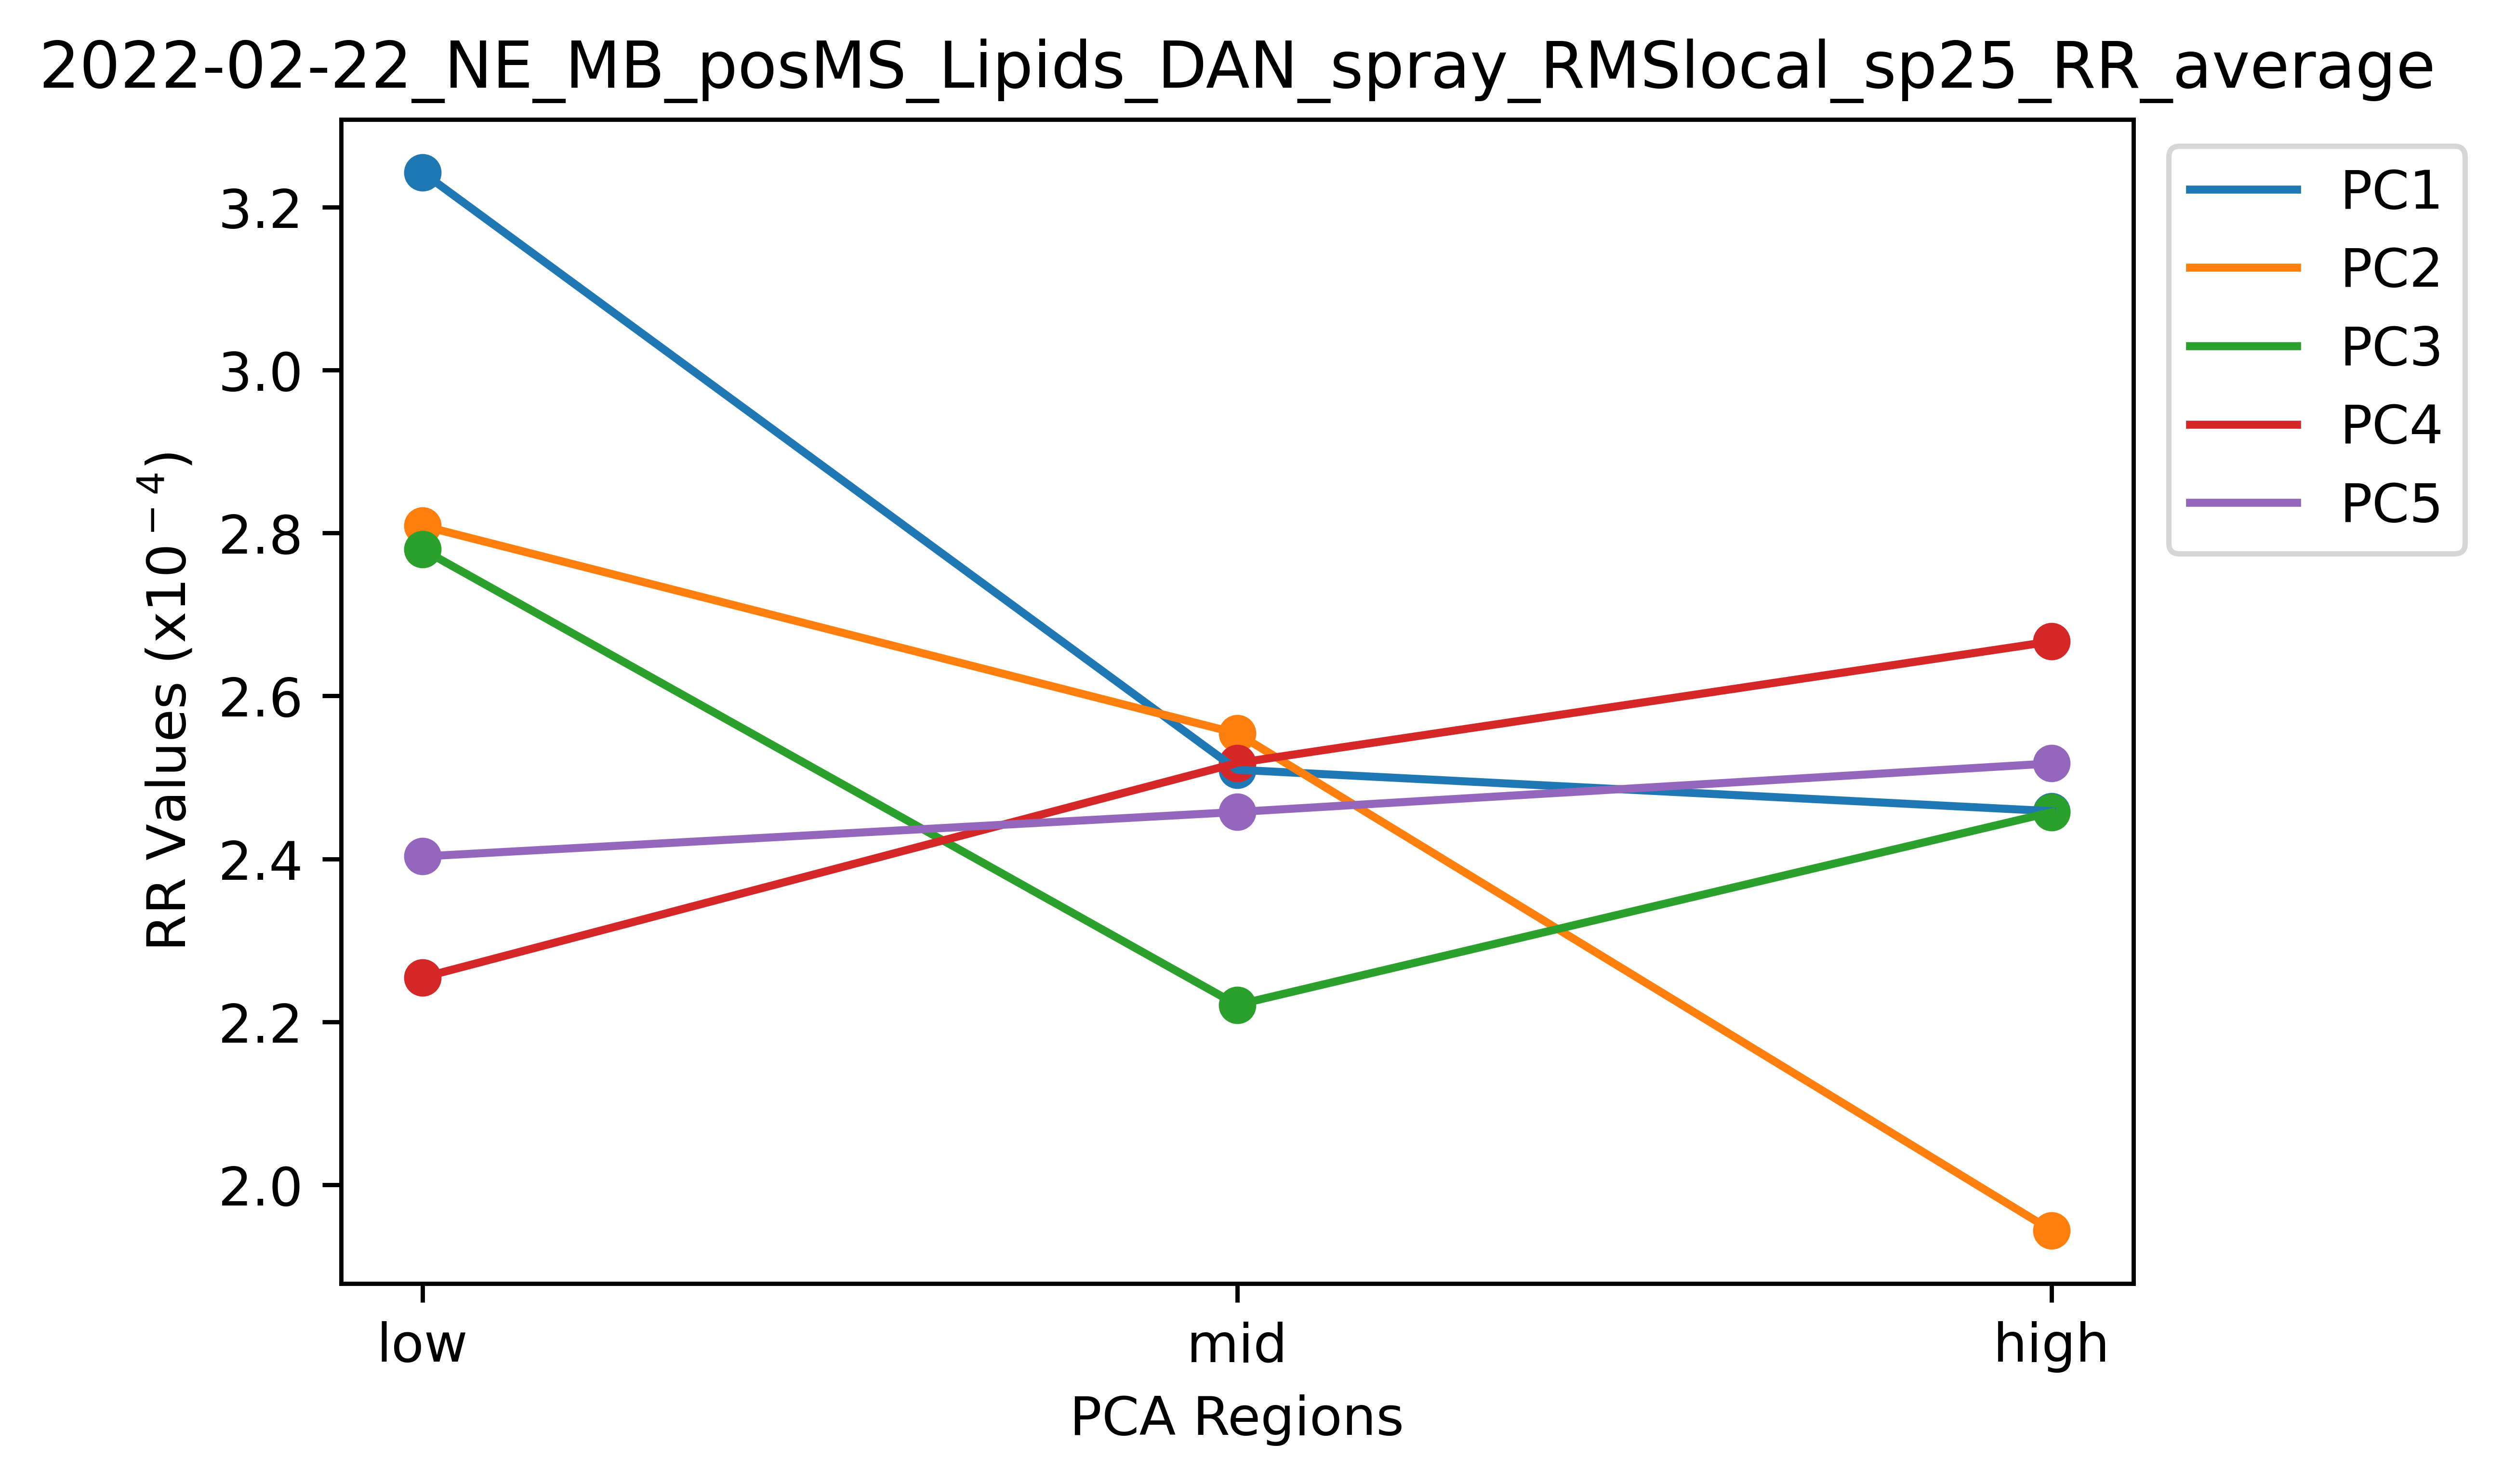 2022-02-22_NE_MB_posMS_Lipids_DAN_spray_RMSlocal_sp25_RR_average
PC1
PC2
PC3
PC4
PC5
RR Values (x10⁻⁴)
3.2
3.0
2.8
2.6
2.4
2.2
2.0
low mid high
PCA Regions